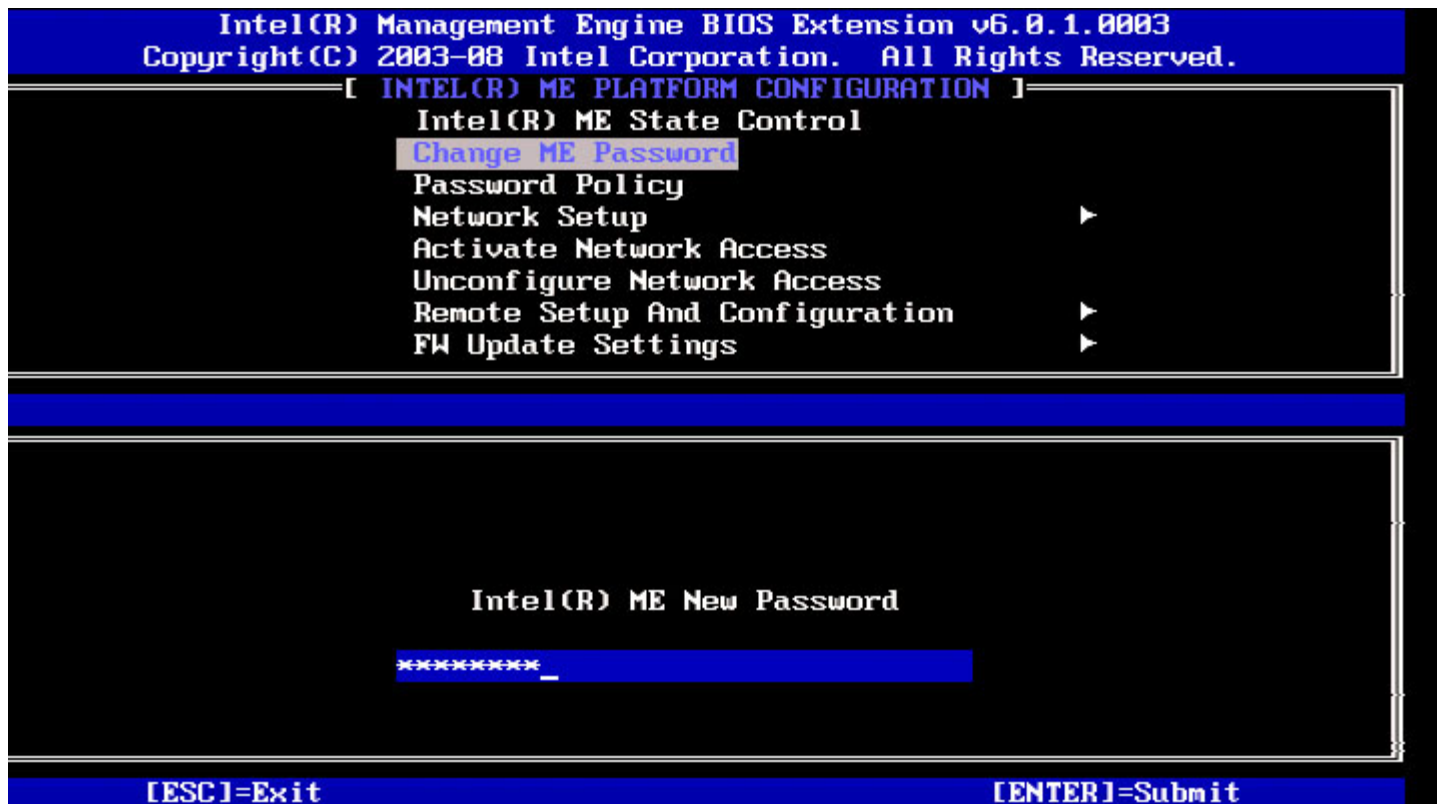 Intel(R) Management Engine BIOS Extension v6.0.1.0003
Copyright(C) 2003-08 Intel Corporation. All Rights Reserved.
[ INTEL(R) ME PLATFORM CONFIGURATION ]
Intel(R) ME State Control
Change ME Password
Password Policy
Network Setup ►
Activate Network Access
Unconfigure Network Access
Remote Setup And Configuration ►
FW Update Settings ►
Intel(R) ME New Password
********_
[ESC]=Exit [ENTER]=Submit